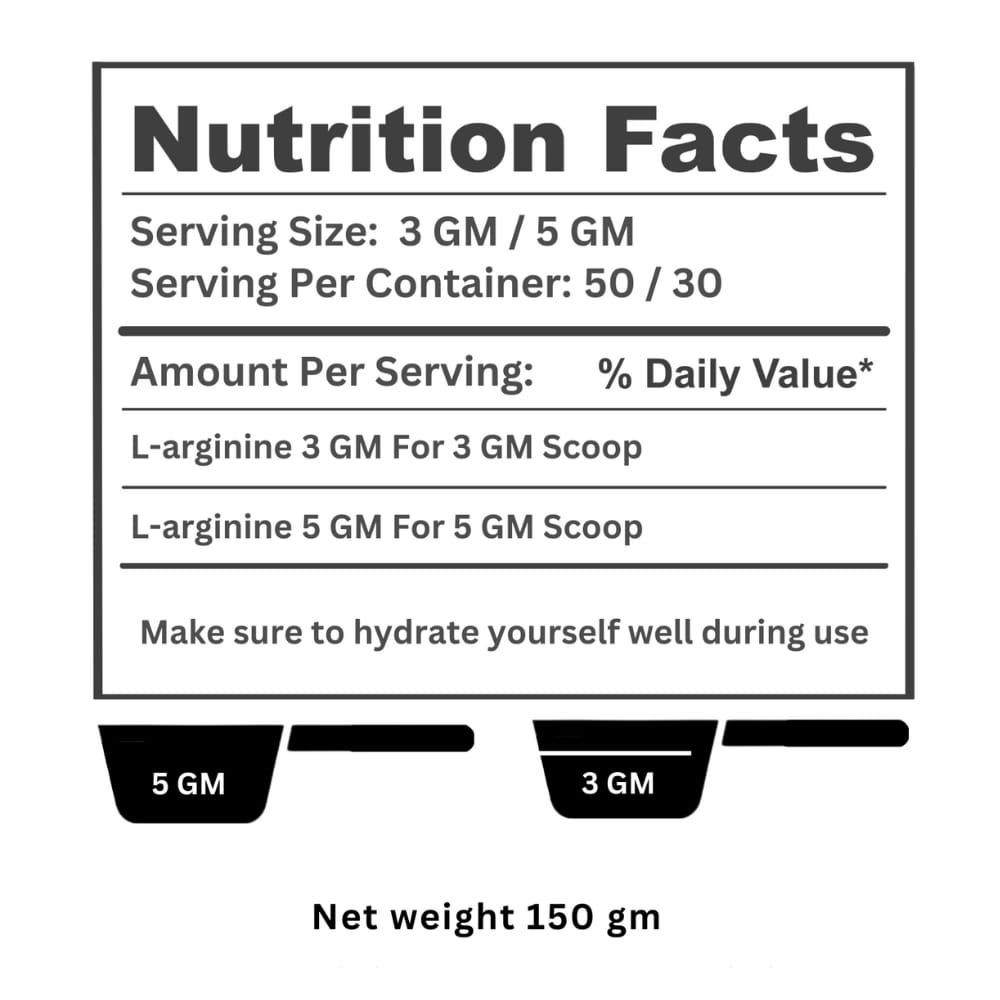 Nutrition Facts
Serving Size: 3 GM / 5 GM
Serving Per Container: 50 / 30
Amount Per Serving: % Daily Value*
L-arginine 3 GM For 3 GM Scoop
L-arginine 5 GM For 5 GM Scoop
Make sure to hydrate yourself well during use
5 GM 3 GM
Net weight 150 gm